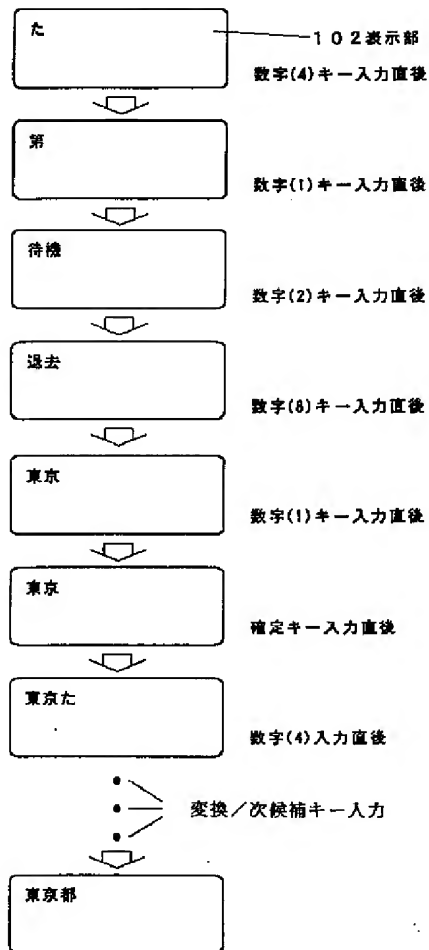 た
102表示部
数字(4)キー入力直後
第
数字(1)キー入力直後
待機
数字(2)キー入力直後
退去
数字(8)キー入力直後
東京
数字(1)キー入力直後
東京
確定キー入力直後
東京た
数字(4)入力直後
変換/次候補キー入力
東京都